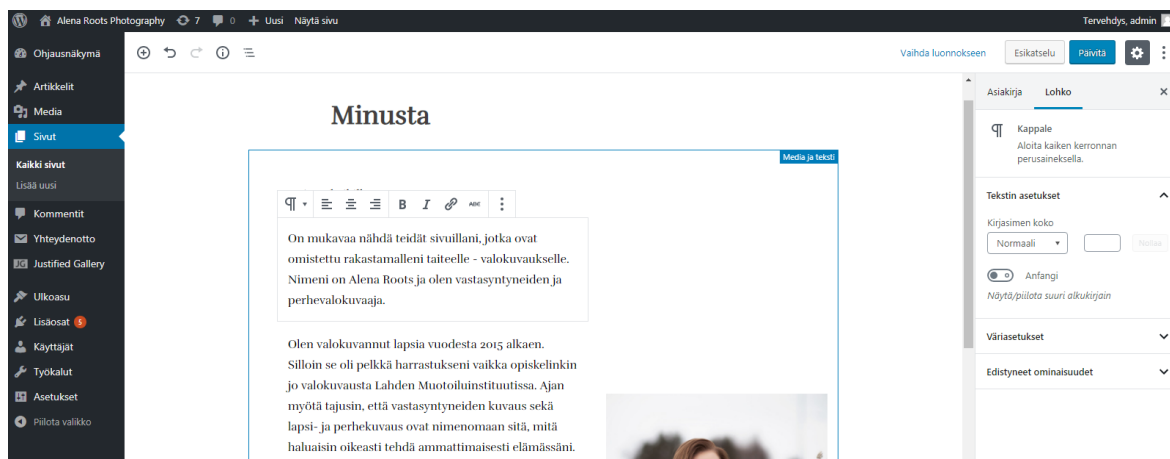 Alena Roots Photography 7 0 + Uusi Näytä sivu Tervehdys, admin
Ohjausnäkymä
Artikkelit
Media
Sivut
Kaikki sivut
Lisää uusi
Kommentit
Yhteydenotto
JG Justified Gallery
Ulkoasu
Lisäosat 5
Käyttäjät
Työkalut
Asetukset
Piilota valikko
Vaihda luonnokseen Esikatselu Päivitä
Minusta
Media ja teksti
B I ABC
On mukavaa nähdä teidät sivuillani, jotka ovat
omistettu rakastamalleni taiteelle - valokuvaukselle.
Nimeni on Alena Roots ja olen vastasyntyneiden ja
perhevalokuvaaja.
Olen valokuvannut lapsia vuodesta 2015 alkaen.
Silloin se oli pelkkä harrastukseni vaikka opiskelinkin
jo valokuvausta Lahden Muotoiluinstituutissa. Ajan
myötä tajusin, että vastasyntyneiden kuvaus sekä
lapsi- ja perhekuvaus ovat nimenomaan sitä, mitä
haluaisin oikeasti tehdä ammattimaisesti elämässäni.
Asiakirja Lohko
Kappale
Aloita kaiken kerronnan
perusaineksella.
Tekstin asetukset
Kirjasimen koko
Normaali Nollaa
Anfangi
Näytä/piilota suuri alkukirjain
Väriasetukset
Edistyneet ominaisuudet